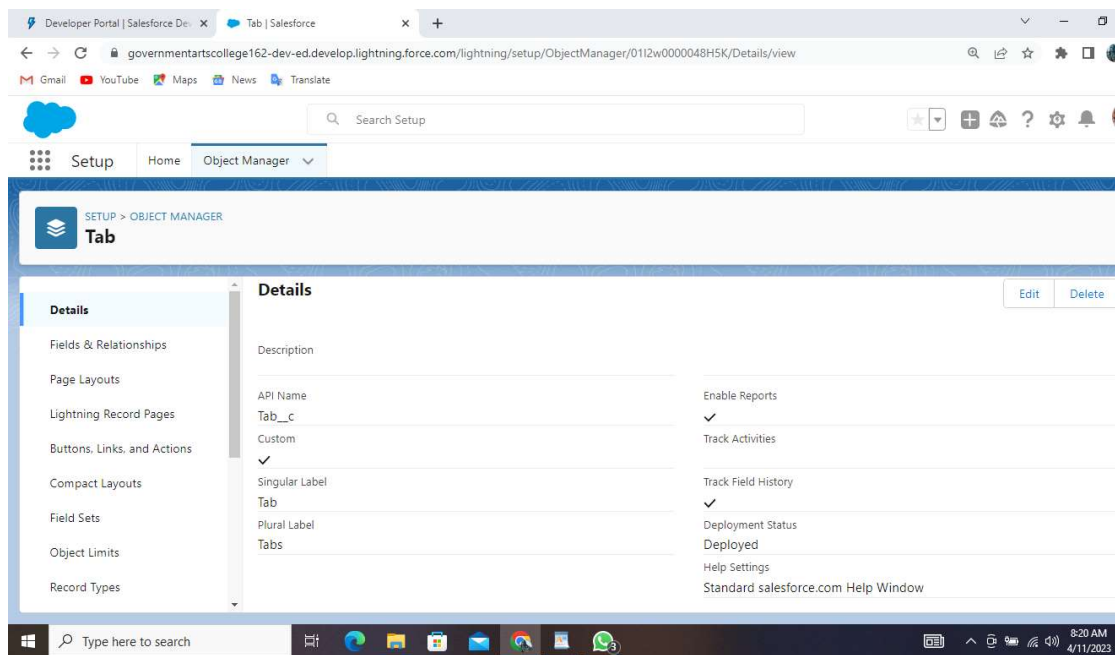 Developer Portal | Salesforce De
Tab | Salesforce
governmentartscollege162-dev-ed.develop.lightning.force.com/lightning/setup/ObjectManager/01I2w0000048H5K/Details/view
Gmail YouTube Maps News Translate
Search Setup
Setup Home Object Manager
SETUP > OBJECT MANAGER
Tab
Details
Fields & Relationships
Page Layouts
Lightning Record Pages
Buttons, Links, and Actions
Compact Layouts
Field Sets
Object Limits
Record Types
Details
Edit Delete
Description
API Name
Tab__c
Custom
Singular Label
Tab
Plural Label
Tabs
Enable Reports
Track Activities
Track Field History
Deployment Status
Deployed
Help Settings
Standard salesforce.com Help Window
Type here to search
3
8:20 AM
4/11/2023